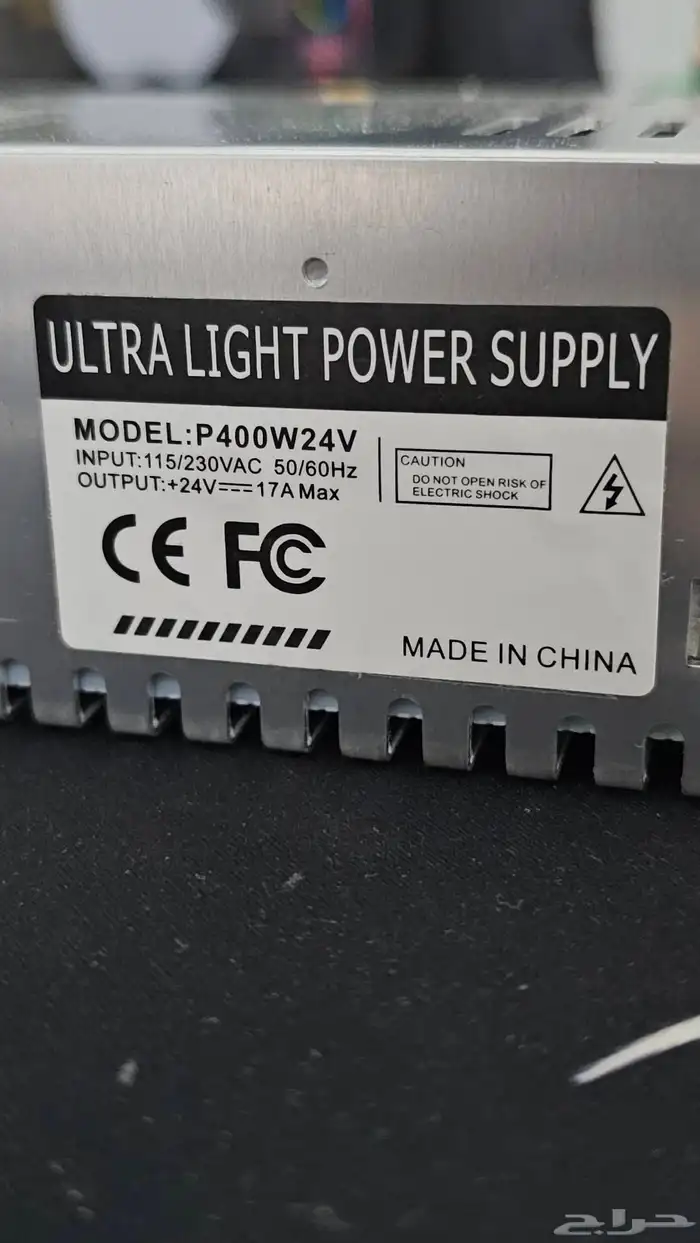 ULTRA LIGHT POWER SUPPLY
MODEL:P400W24V
INPUT:115/230VAC 50/60Hz
OUTPUT:+24V⎓17A Max
CAUTION
DO NOT OPEN RISK OF
ELECTRIC SHOCK
CE FC
MADE IN CHINA
حراج